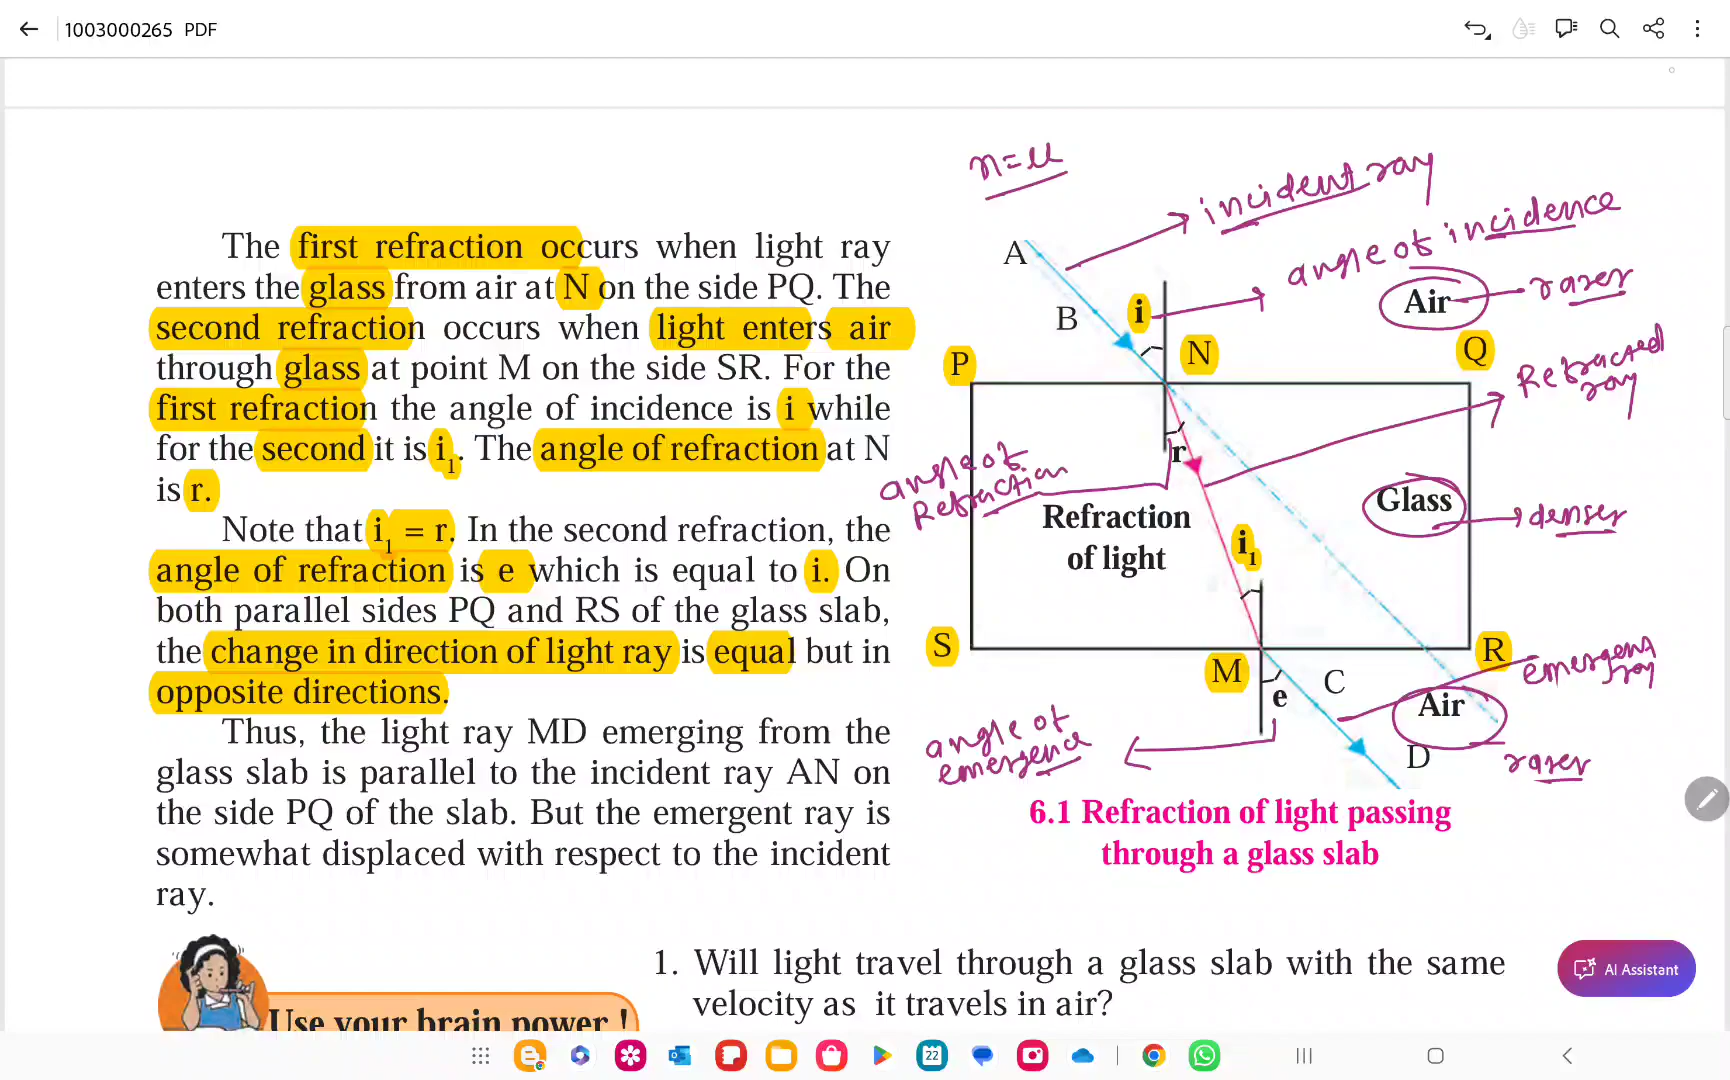 1003000265 PDF
The first refraction occurs when light ray
enters the glass from air at N on the side PQ. The
second refraction occurs when light enters air
through glass at point M on the side SR. For the
first refraction the angle of incidence is i while
for the second it is i₁. The angle of refraction at N
is r.
Note that i₁ = r. In the second refraction, the
angle of refraction is e which is equal to i. On
both parallel sides PQ and RS of the glass slab,
the change in direction of light ray is equal but in
opposite directions.
Thus, the light ray MD emerging from the
glass slab is parallel to the incident ray AN on
the side PQ of the slab. But the emergent ray is
somewhat displaced with respect to the incident
ray.
n=μ
incident ray
angle of incidence
A
B
i
N
Air
rarer
P
Q
Refracted
ray
r
angle of
Refraction
Refraction
of light
Glass
denser
i₁
S
R
M
e
C
emergent
ray
Air
D
rarer
angle of
emergence
6.1 Refraction of light passing
through a glass slab
Use your brain power !
1. Will light travel through a glass slab with the same
velocity as it travels in air?
AI Assistant
22